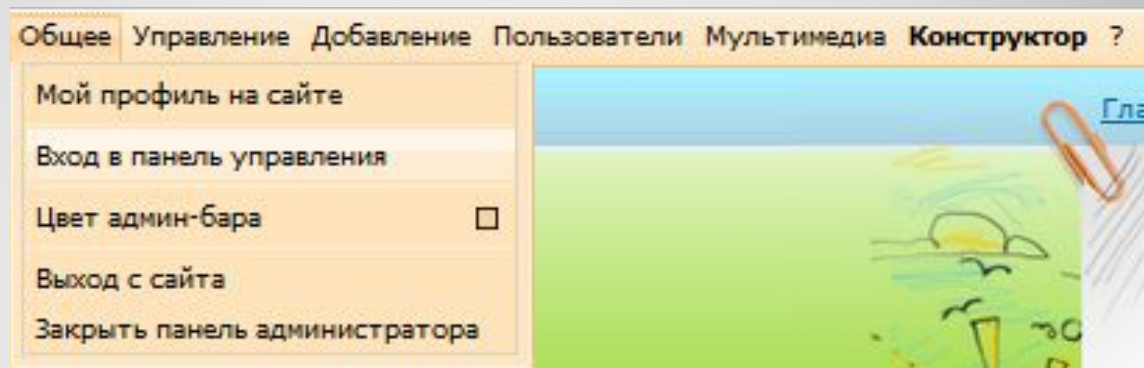 Общее Управление Добавление Пользователи Мультимедиа Конструктор ?
Мой профиль на сайте
Гла
Вход в панель управления
Цвет админ-бара
Выход с сайта
Закрыть панель администратора